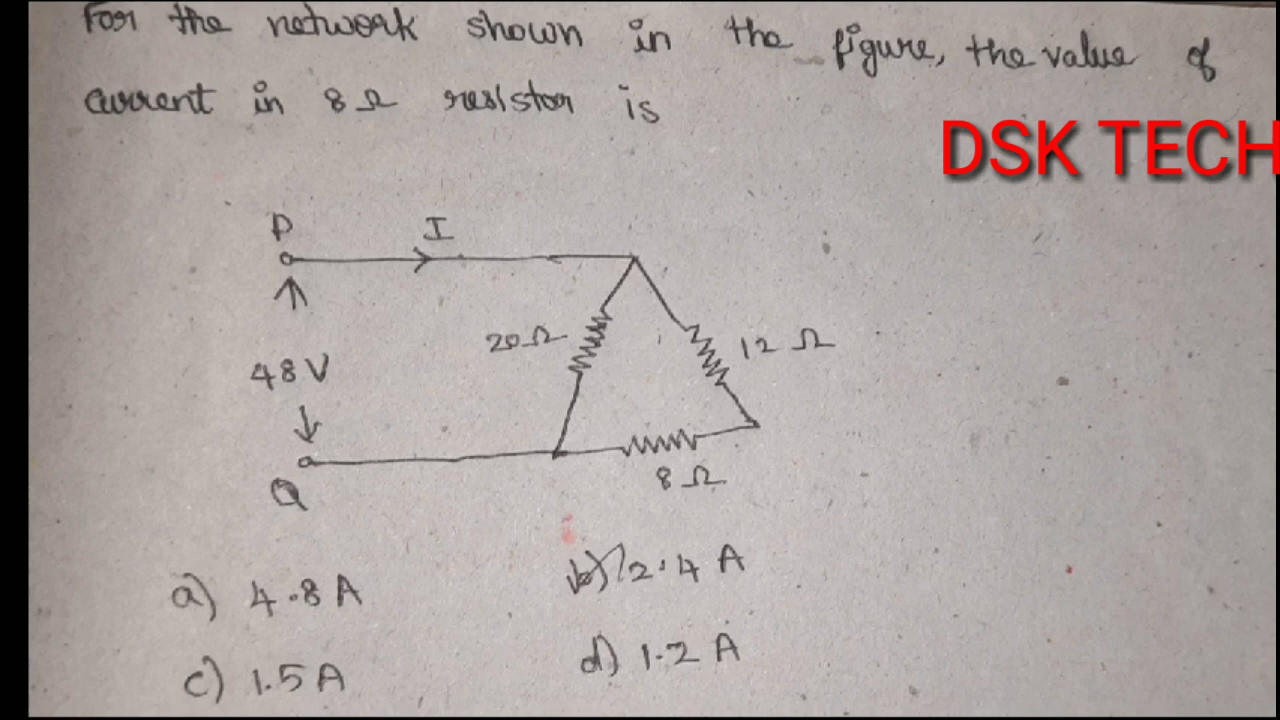 For the network shown in the figure, the value of
current in 8 Ω resistor is
DSK TECH
P
I
20 Ω
12 Ω
48 V
Q
8 Ω
a) 4.8 A
b) 2.4 A
c) 1.5 A
d) 1.2 A